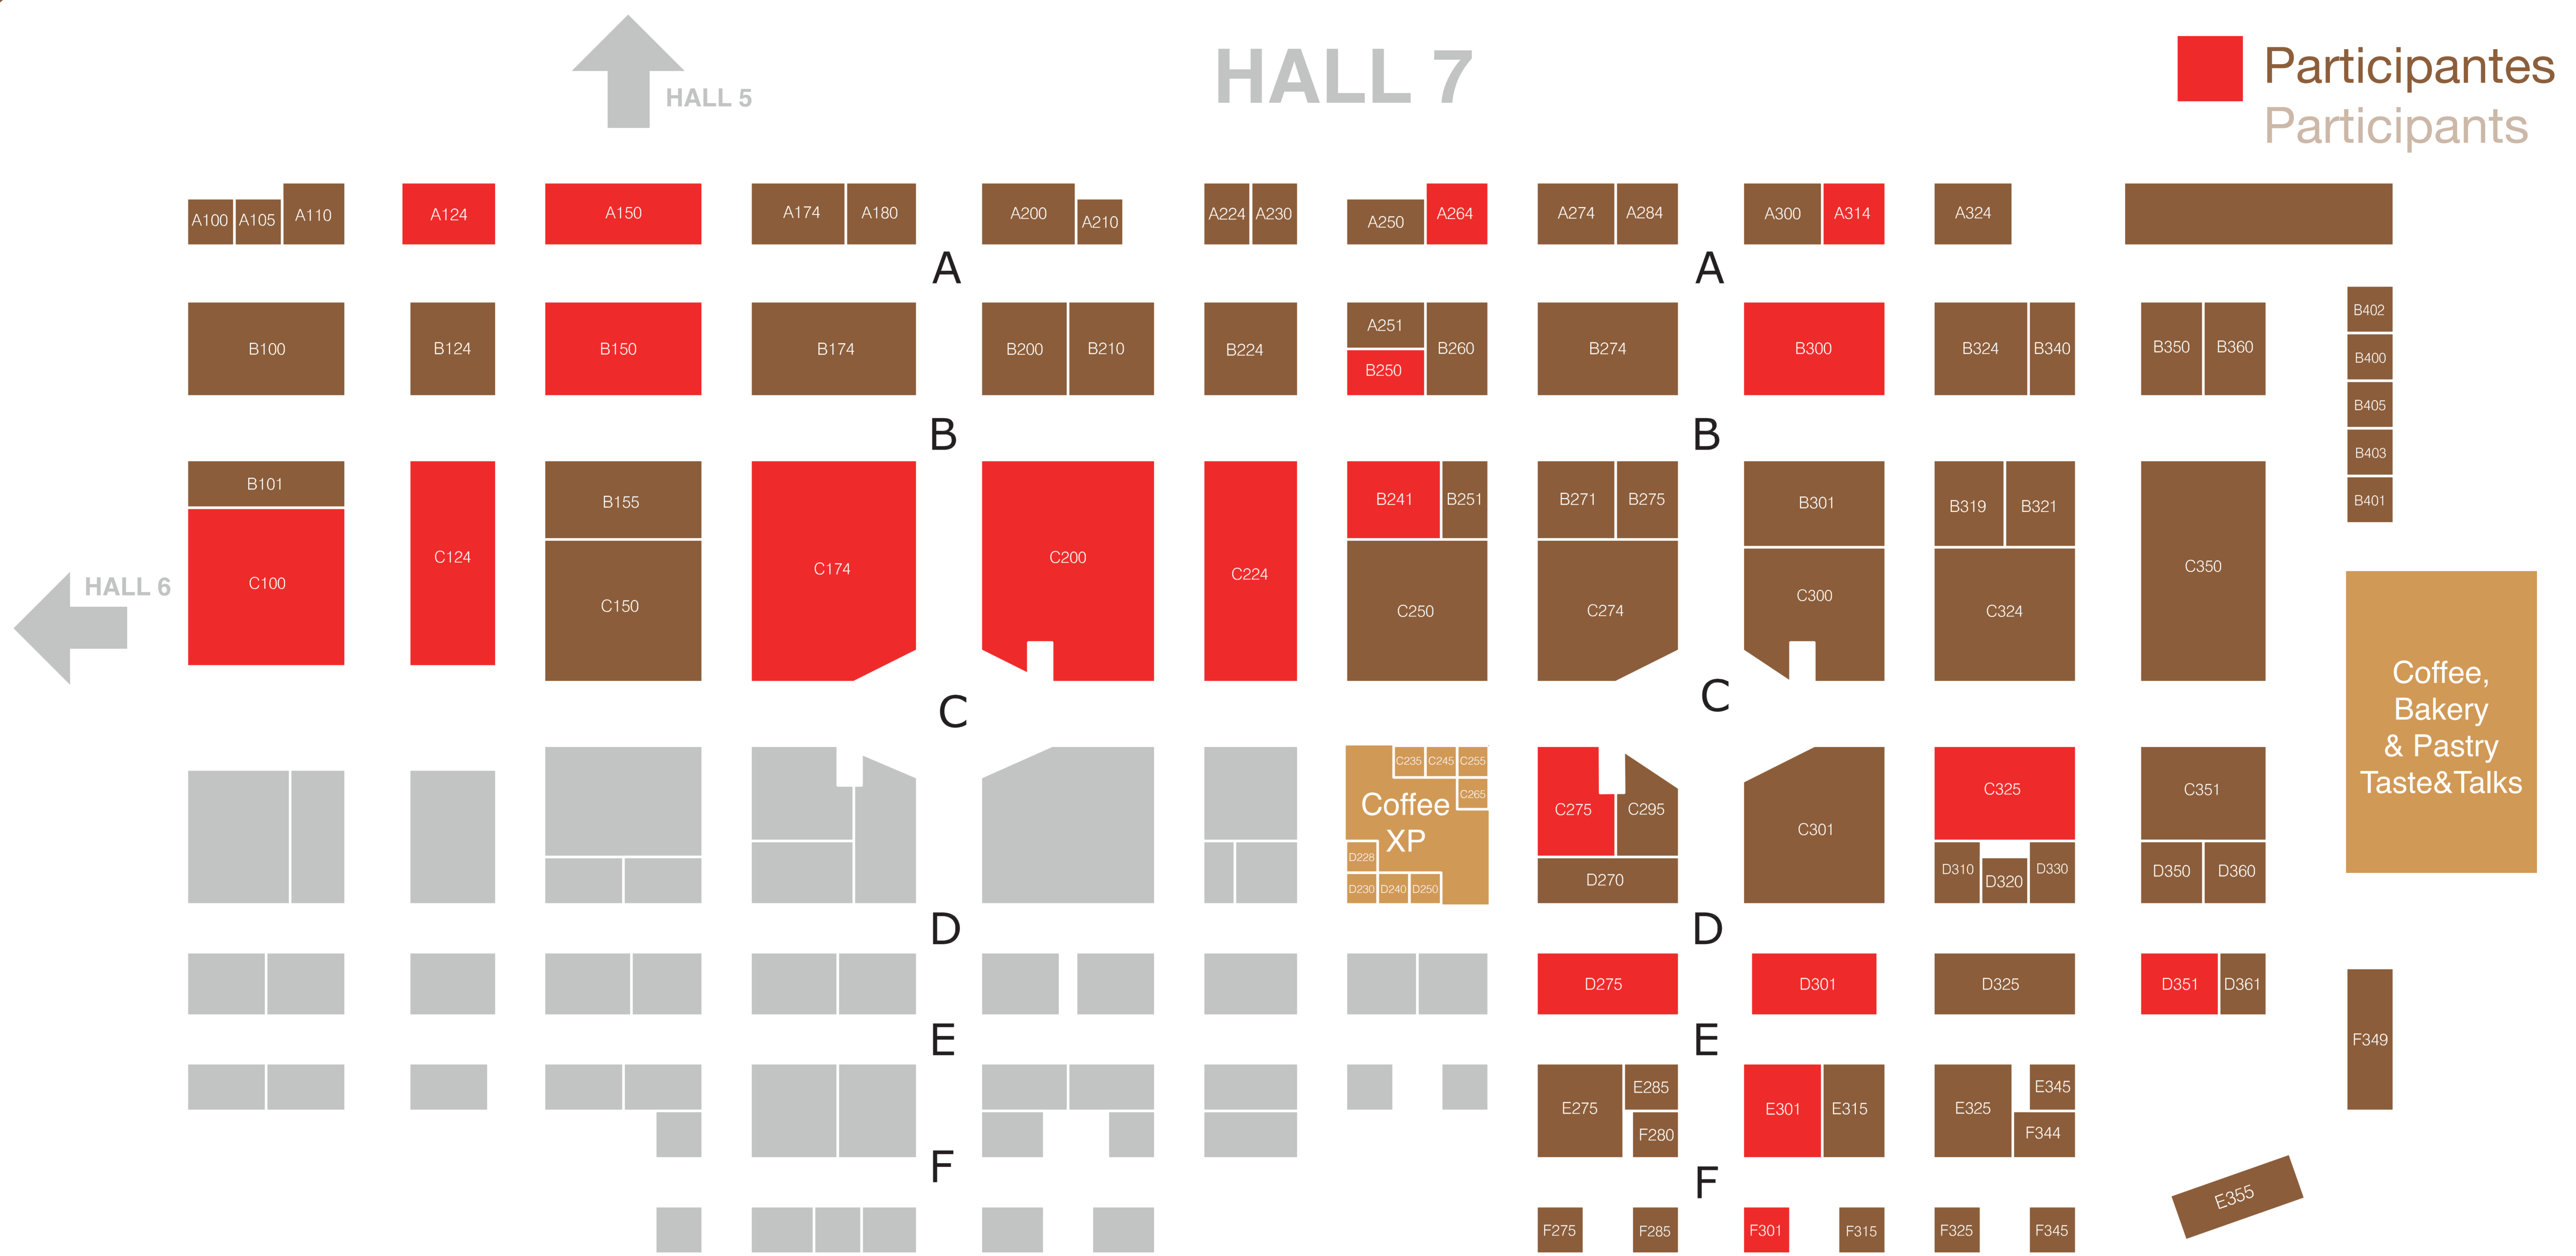 HALL 5
HALL 7
Participantes
Participants
A100 A105 A110 A124 A150 A174 A180 A200 A210 A224 A230 A250 A264 A274 A284 A300 A314 A324
A A
B402
B400
B405
B403
B401
B100 B124 B150 B174 B200 B210 B224 A251 B250 B260 B274 B300 B324 B340 B350 B360
B B
B101 B155 B241 B251 B271 B275 B301 B319 B321
HALL 6
C100 C124 C150 C174 C200 C224 C250 C274 C300 C324 C350
Coffee,
Bakery
& Pastry
Taste&Talks
C C
C235 C245 C255
C265
Coffee
XP
D228
D230 D240 D250
C275 C295 C301 C325 C351
D270 D310 D320 D330 D350 D360
D D
D275 D301 D325 D351 D361
E E
F349
E275 E285 E301 E315 E325 E345
F280 F344
F F
E355
F275 F285 F301 F315 F325 F345